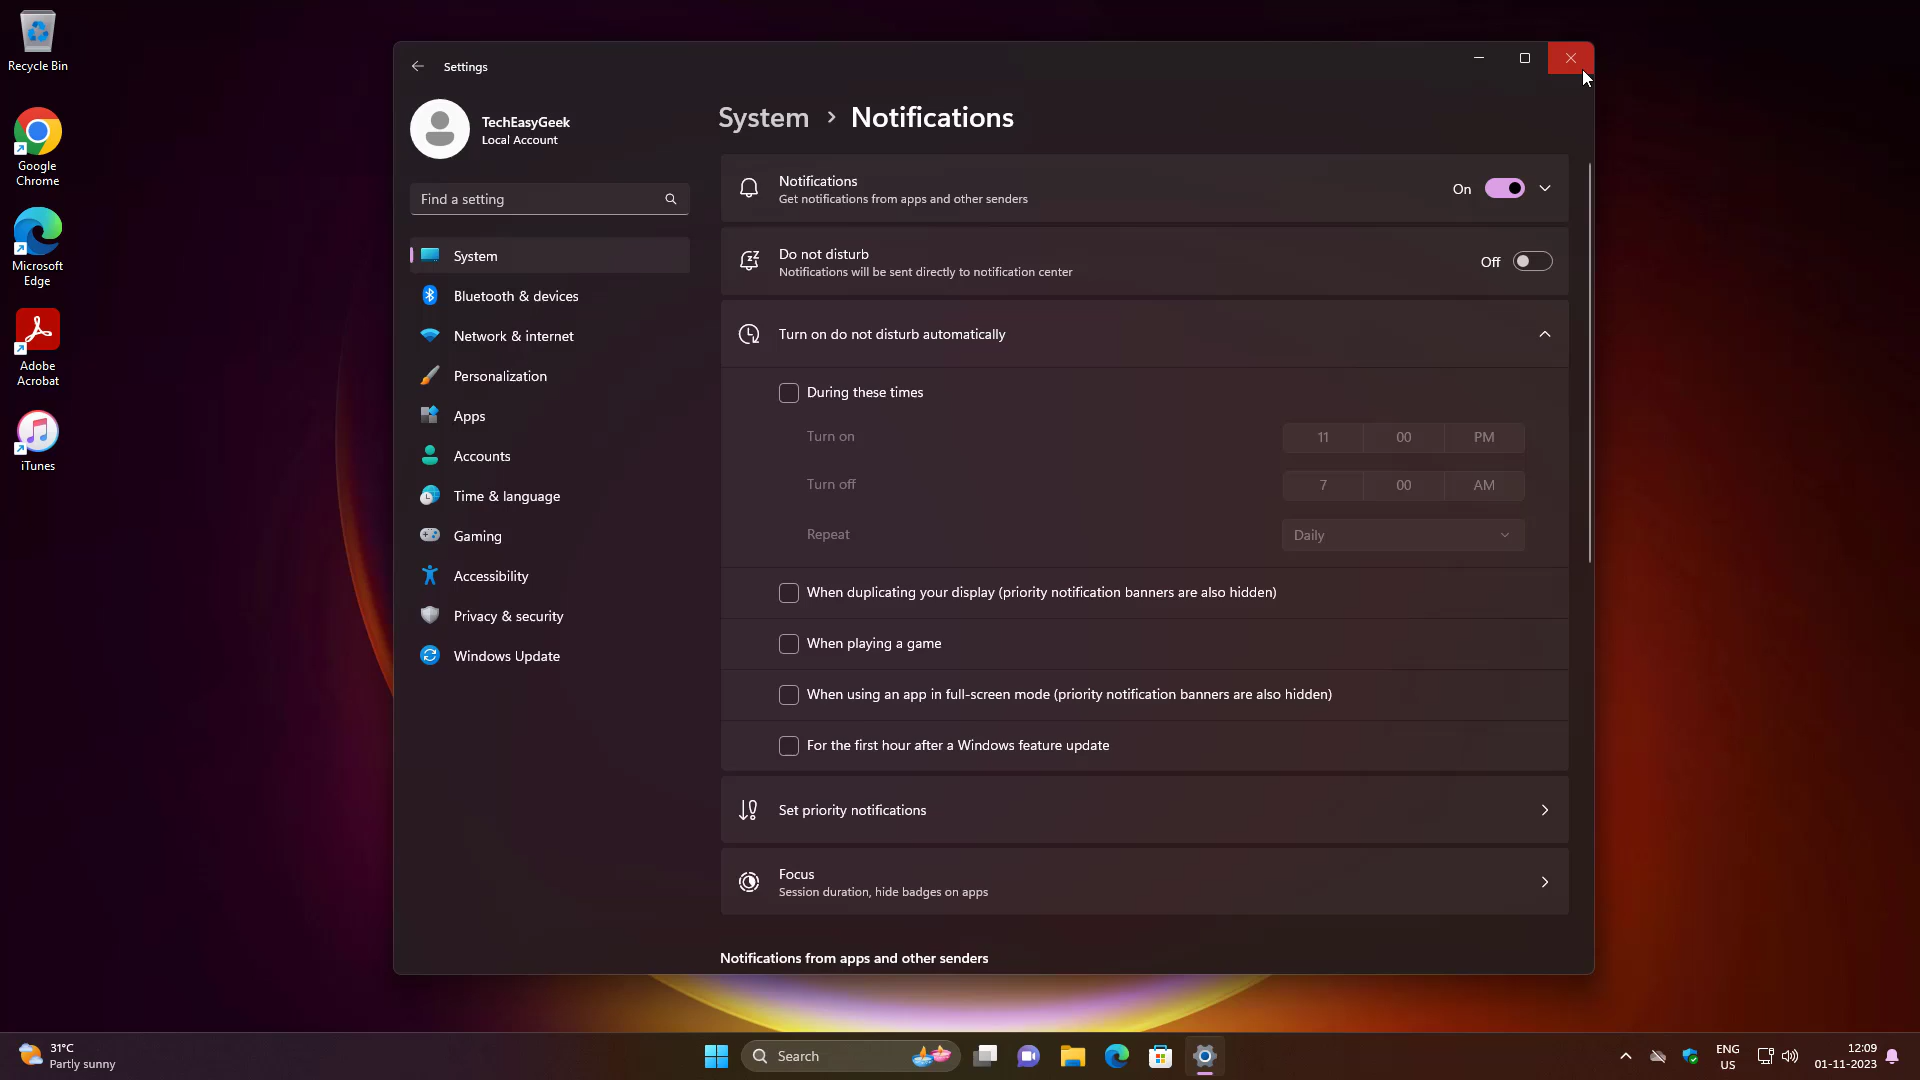 Recycle Bin
Google
Chrome
Microsoft
Edge
Adobe
Acrobat
iTunes
Settings
TechEasyGeek
Local Account
Find a setting
System
Bluetooth & devices
Network & internet
Personalization
Apps
Accounts
Time & language
Gaming
Accessibility
Privacy & security
Windows Update
System › Notifications
Notifications
Get notifications from apps and other senders
On
Do not disturb
Notifications will be sent directly to notification center
Off
Turn on do not disturb automatically
During these times
Turn on
11 00 PM
Turn off
7 00 AM
Repeat
Daily
When duplicating your display (priority notification banners are also hidden)
When playing a game
When using an app in full-screen mode (priority notification banners are also hidden)
For the first hour after a Windows feature update
Set priority notifications
Focus
Session duration, hide badges on apps
Notifications from apps and other senders
31°C
Partly sunny
Search
ENG
US
12:09
01-11-2023